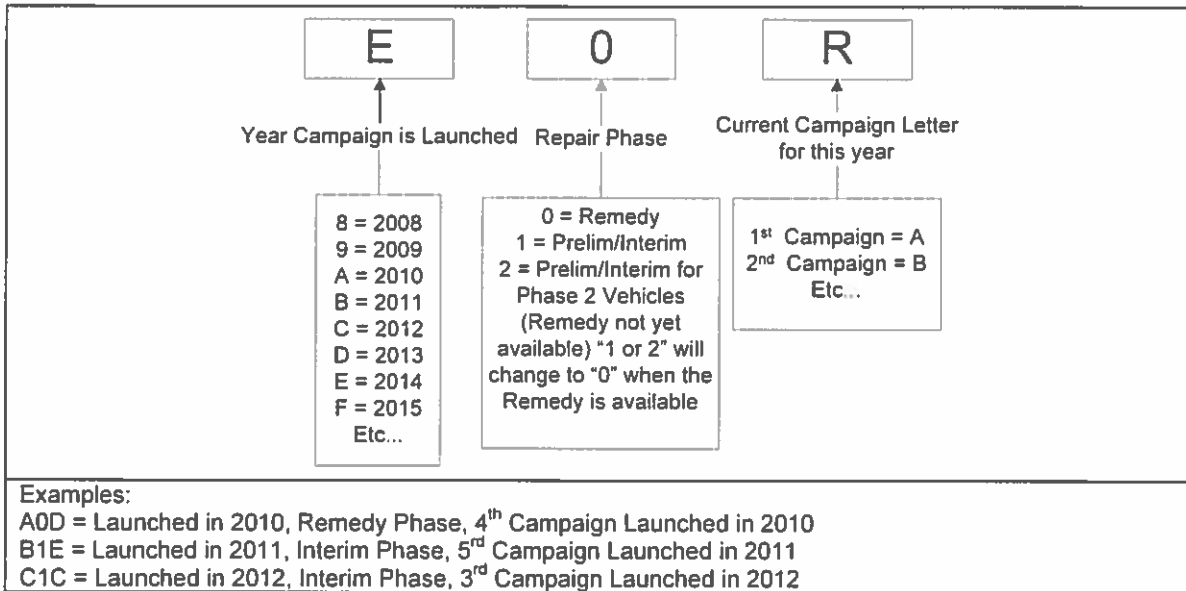 E
0
R
Year Campaign is Launched
Repair Phase
Current Campaign Letter
for this year
8 = 2008
9 = 2009
A = 2010
B = 2011
C = 2012
D = 2013
E = 2014
F = 2015
Etc...
0 = Remedy
1 = Prelim/Interim
2 = Prelim/Interim for
Phase 2 Vehicles
(Remedy not yet
available) “1 or 2” will
change to “0” when the
Remedy is available
1st Campaign = A
2nd Campaign = B
Etc...
Examples:
A0D = Launched in 2010, Remedy Phase, 4th Campaign Launched in 2010
B1E = Launched in 2011, Interim Phase, 5rd Campaign Launched in 2011
C1C = Launched in 2012, Interim Phase, 3rd Campaign Launched in 2012